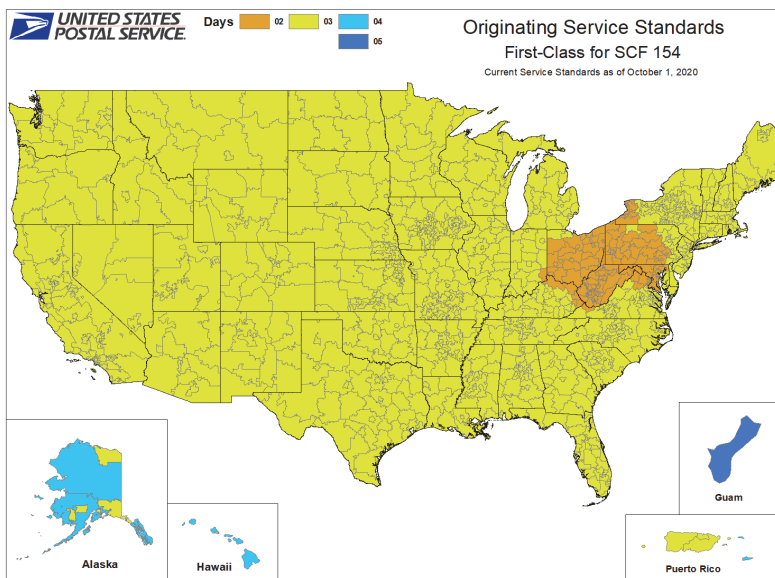 UNITED STATES
POSTAL SERVICE.
Days 02 03 04
05
Originating Service Standards
First-Class for SCF 154
Current Service Standards as of October 1, 2020
Alaska
Hawaii
Guam
Puerto Rico